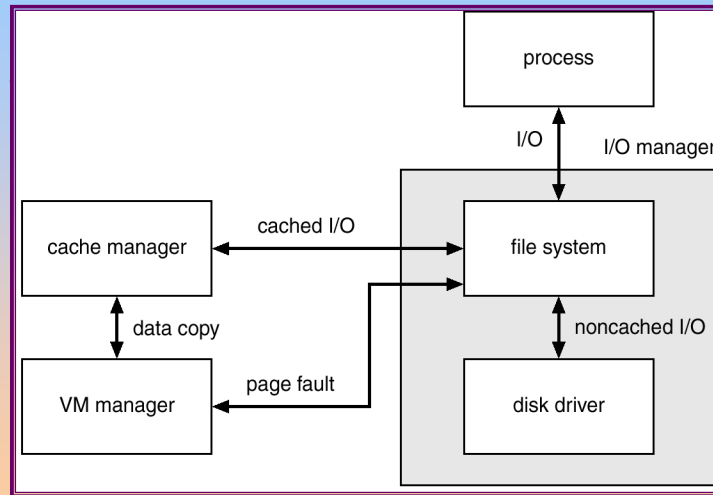 process
I/O
I/O manager
cached I/O
cache manager
file system
data copy
noncached I/O
page fault
VM manager
disk driver